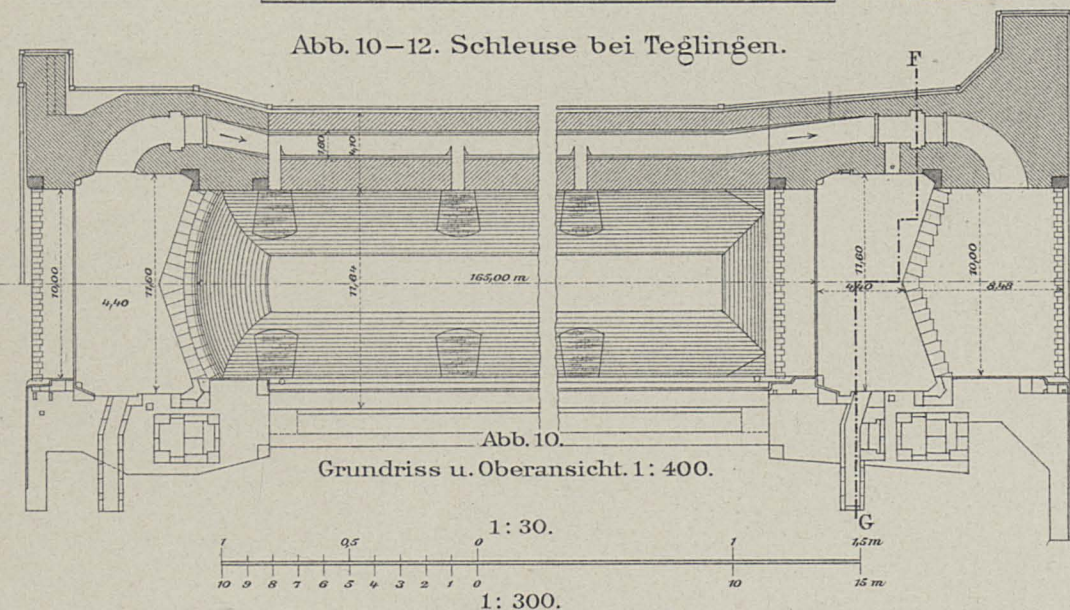 Abb. 10–12. Schleuse bei Teglingen.
F
1,80
4,10
10,00
4,40
11,60
11,84
165,00 m
11,60
4,40
10,00
8,48
Abb. 10.
Grundriss u. Oberansicht. 1:400.
G
1:30.
1 0,5 0 1 1,5 m
10 9 8 7 6 5 4 3 2 1 0 10 15 m
1:300.